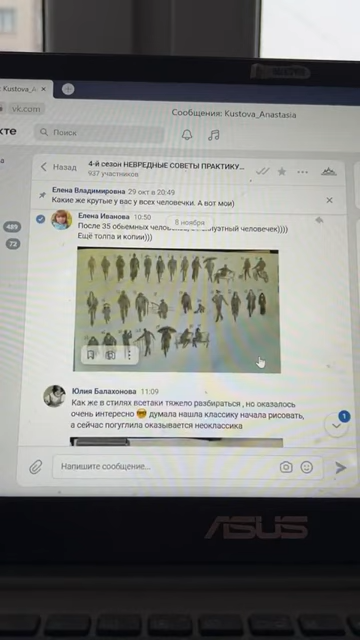 Kustova_A
vk.com
Сообщения: Kustova_Anastasia
кте
Поиск
Назад
4-й сезон НЕВРЕДНЫЕ СОВЕТЫ ПРАКТИКУ...
937 участников
Елена Владимировна 29 окт в 20:49
Какие же крутые у вас у всех человечки. А вот мои)
489
72
Елена Иванова 10:50
8 ноября
После 35 объемных человечк
луэтный человечек))))
Ещё толпа и копии)))
Юлия Балахонова 11:09
Как же в стилях всетаки тяжело разбираться , но оказалось
очень интересно 🤓 думала нашла классику начала рисовать,
а сейчас погуглила оказывается неоклассика
1
Напишите сообщение...
ASUS